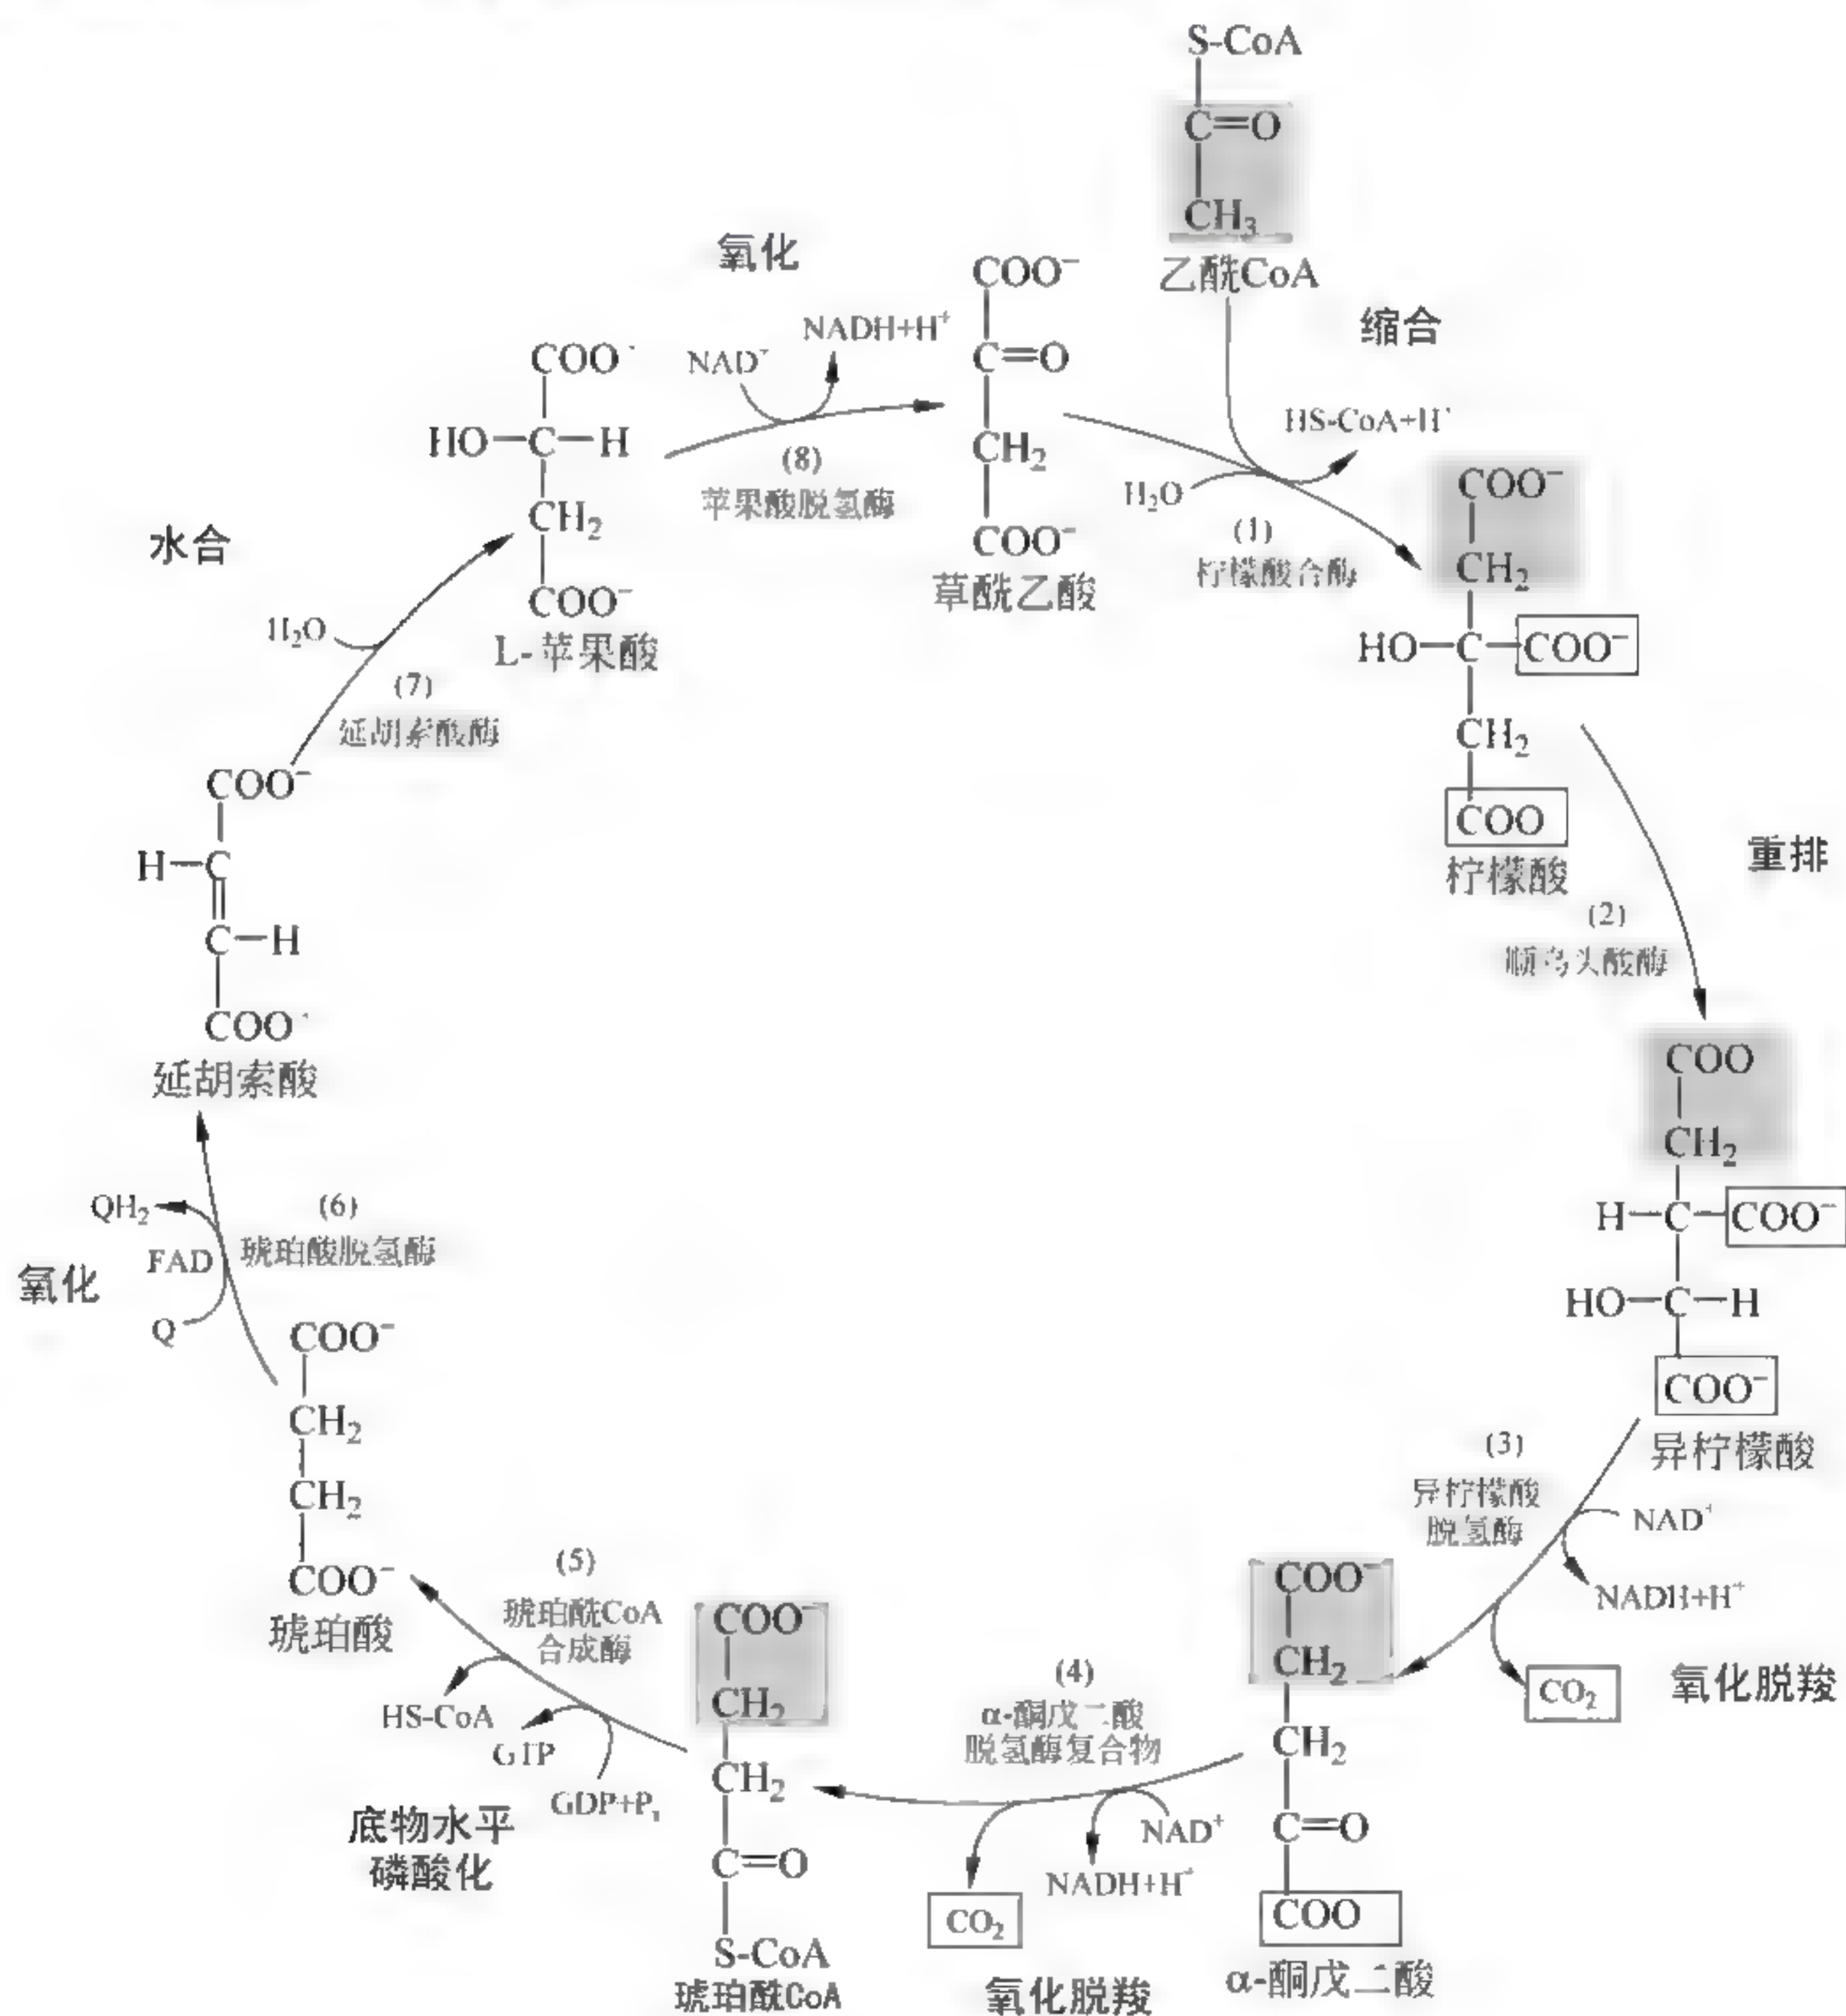 S-CoA
C=O
CH₃
乙酰CoA
缩合
氧化
NAD⁺
NADH+H⁺
COO⁻
C=O
CH₂
COO⁻
草酰乙酸
HS-CoA+H⁺
H₂O
(1)
柠檬酸合酶
COO⁻
CH₂
HO-C-COO⁻
CH₂
COO
柠檬酸
重排
(2)
顺乌头酸酶
COO
CH₂
H-C-COO⁻
HO-C-H
COO⁻
异柠檬酸
(3)
异柠檬酸
脱氢酶
NAD⁺
NADH+H⁺
CO₂
氧化脱羧
COO⁻
CH₂
CH₂
C=O
COO
α-酮戊二酸
(4)
α-酮戊二酸
脱氢酶复合物
NAD⁺
NADH+H⁺
CO₂
氧化脱羧
COO⁻
CH₂
CH₂
C=O
S-CoA
琥珀酰CoA
(5)
琥珀酰CoA
合成酶
HS-CoA
GTP
GDP+Pᵢ
底物水平
磷酸化
COO⁻
CH₂
CH₂
COO⁻
琥珀酸
(6)
琥珀酸脱氢酶
QH₂
FAD
Q
氧化
COO⁻
H-C
C-H
COO⁻
延胡索酸
(7)
延胡索酸酶
H₂O
水合
COO⁻
HO-C-H
CH₂
COO⁻
L-苹果酸
(8)
苹果酸脱氢酶